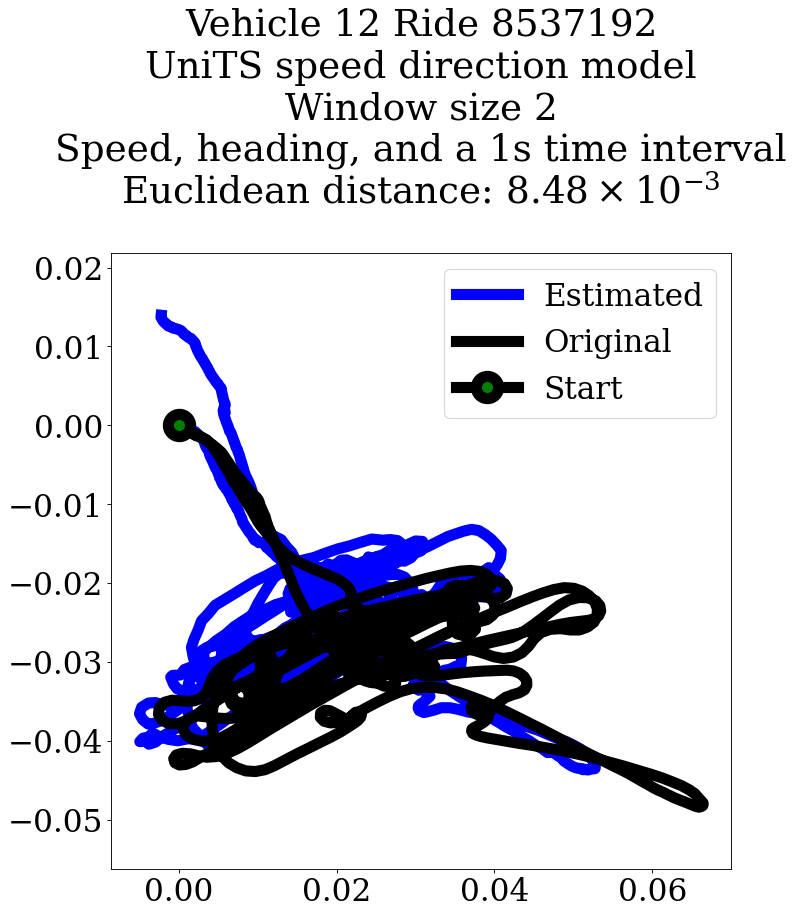 Vehicle 12 Ride 8537192
UniTS speed direction model
Window size 2
Speed, heading, and a 1s time interval
Euclidean distance: 8.48 × 10⁻³
Estimated
Original
Start
0.02
0.01
0.00
−0.01
−0.02
−0.03
−0.04
−0.05
0.00 0.02 0.04 0.06